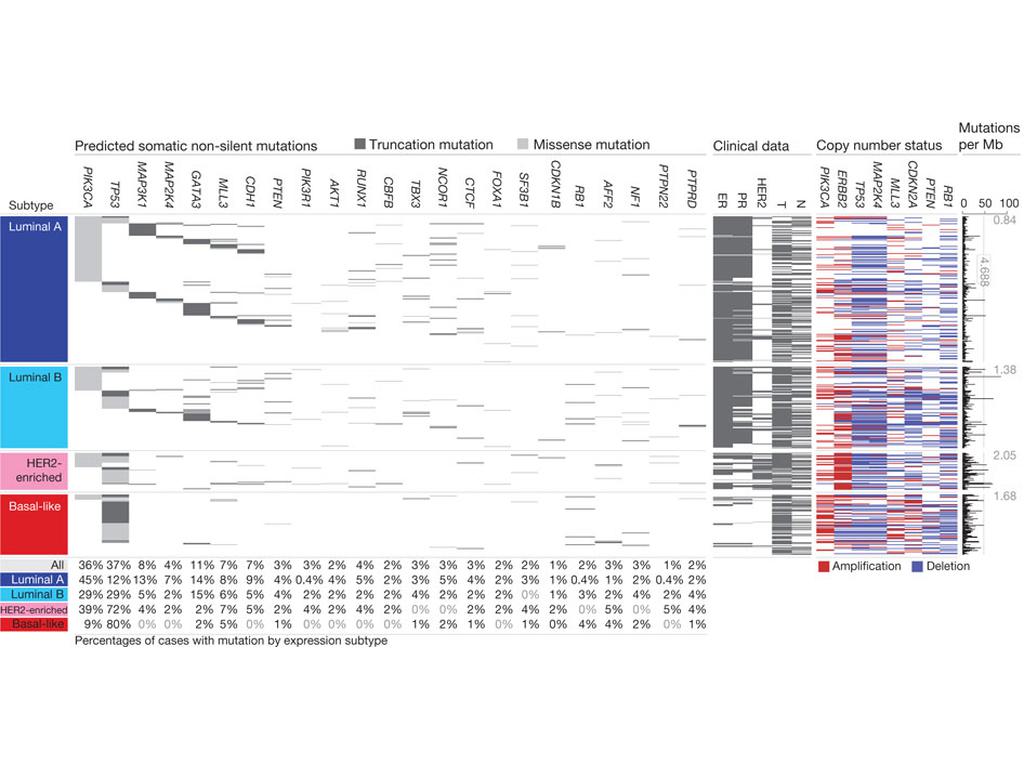 Mutations
per Mb
Predicted somatic non-silent mutations
Truncation mutation
Missense mutation
Clinical data
Copy number status
Subtype
PIK3CA
TP53
MAP3K1
MAP2K4
GATA3
MLL3
CDH1
PTEN
PIK3R1
AKT1
RUNX1
CBFB
TBX3
NCOR1
CTCF
FOXA1
SF3B1
CDKN1B
RB1
AFF2
NF1
PTPN22
PTPRD
ER
PR
HER2
T
N
PIK3CA
ERBB2
TP53
MAP2K4
MLL3
CDKN2A
PTEN
RB1
0 50 100
Luminal A
0.84
4.688
Luminal B
1.38
HER2-
enriched
2.05
Basal-like
1.68
All 36% 37% 8% 4% 11% 7% 7% 3% 3% 2% 4% 2% 3% 3% 3% 2% 2% 1% 2% 3% 3% 1% 2%
Luminal A 45% 12% 13% 7% 14% 8% 9% 4% 0.4% 4% 5% 2% 3% 5% 4% 2% 3% 1% 0.4% 1% 2% 0.4% 2%
Luminal B 29% 29% 5% 2% 15% 6% 5% 4% 2% 2% 2% 2% 4% 2% 2% 2% 0% 1% 3% 2% 4% 2% 4%
HER2-enriched 39% 72% 4% 2% 2% 7% 5% 2% 4% 2% 4% 2% 0% 0% 2% 2% 4% 2% 0% 5% 0% 5% 4%
Basal-like 9% 80% 0% 0% 2% 5% 0% 1% 0% 0% 0% 0% 1% 2% 1% 0% 1% 0% 4% 4% 2% 0% 1%
Percentages of cases with mutation by expression subtype
Amplification
Deletion